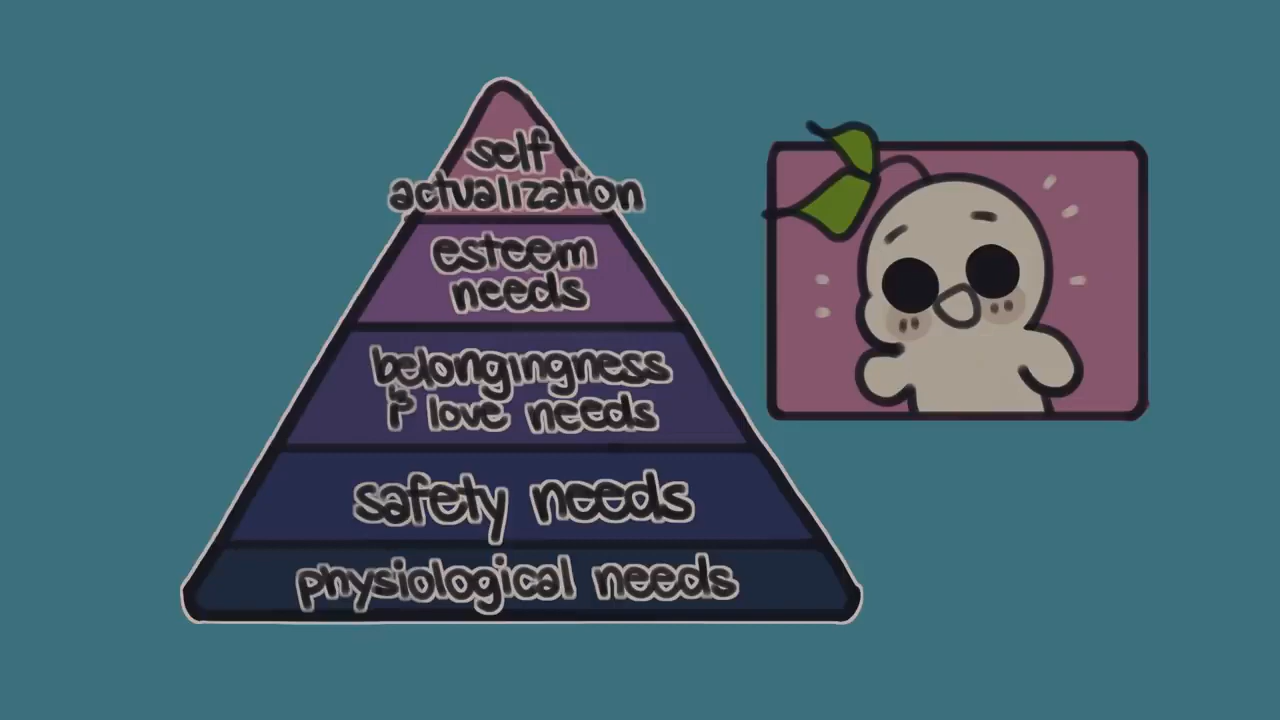 self
actualization
esteem
needs
belongingness
& love needs
safety needs
physiological needs